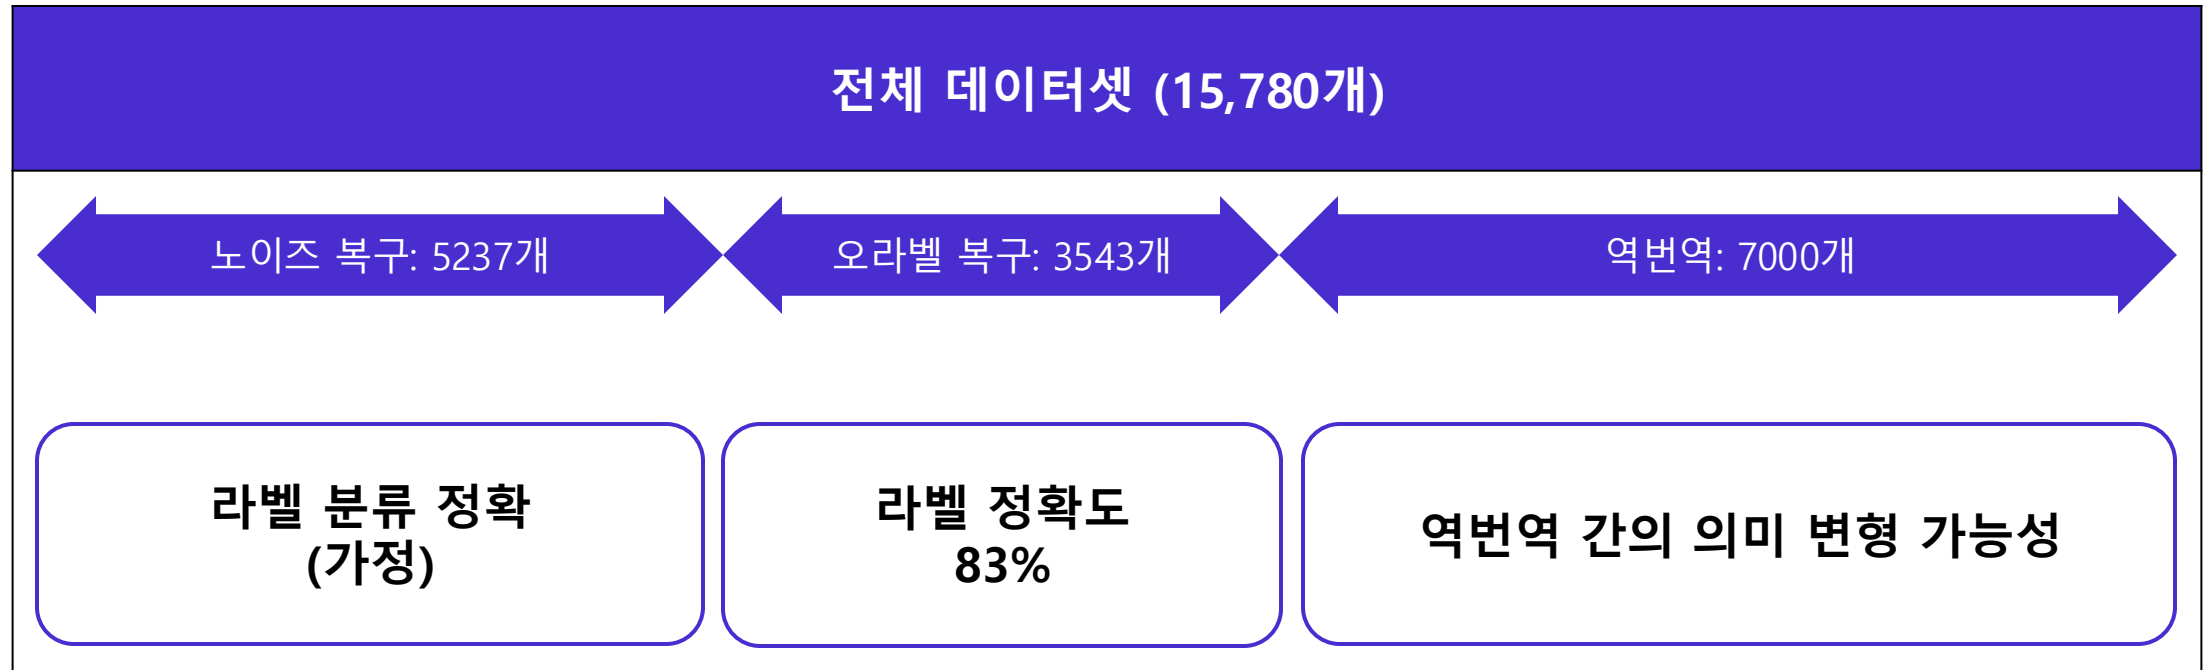 전체 데이터셋 (15,780개)
노이즈 복구: 5237개
오라벨 복구: 3543개
역번역: 7000개
라벨 분류 정확
(가정)
라벨 정확도
83%
역번역 간의 의미 변형 가능성